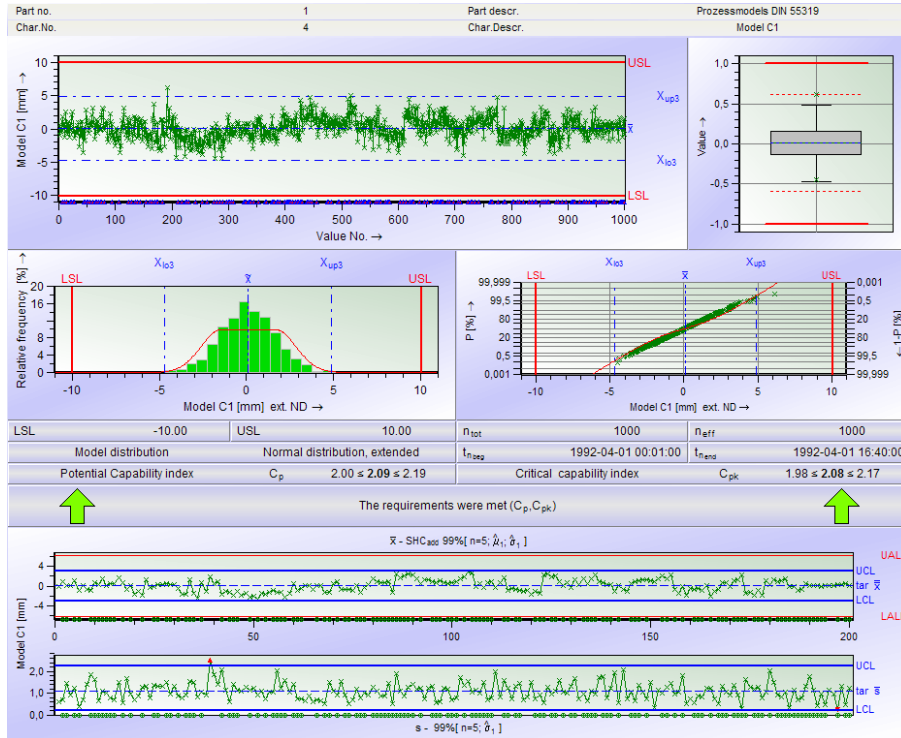 Part no. 1 Part descr. Prozessmodels DIN 55319
Char.No. 4 Char.Descr. Model C1
Model C1 [mm] →
10
5
0
-5
-10
USL
Xup3
x̿
Xlo3
LSL
0 100 200 300 400 500 600 700 800 900 1000
Value No. →
Value →
1,0
0,5
0,0
-0,5
-1,0
Relative frequency [%] →
20
16
12
8
4
0
LSL Xlo3 x̿ Xup3 USL
-10 -5 0 5 10
Model C1 [mm] ext. ND →
P [%] →
99,999
99,5
80
20
0,5
0,001
LSL Xlo3 x̿ Xup3 USL
0,001
0,5
20
80
99,5
99,999
←1-P [%]
-10 -5 0 5 10
Model C1 [mm] ext. ND →
LSL -10.00 USL 10.00 ntot 1000 neff 1000
Model distribution Normal distribution, extended tnbeg 1992-04-01 00:01:00 tnend 1992-04-01 16:40:00
Potential Capability index Cp 2.00 ≤ 2.09 ≤ 2.19 Critical capability index Cpk 1.98 ≤ 2.08 ≤ 2.17
The requirements were met (Cp,Cpk)
x̄ - SHCadd 99%[ n=5; μ̂1; σ̂1 ]
Model C1 [mm]
4
0
-4
UAL
UCL
tar x̿
LCL
LAL
0 50 100 150 200
2,0
1,0
0,0
UCL
tar s̄
LCL
s - 99%[ n=5; σ̂1 ]